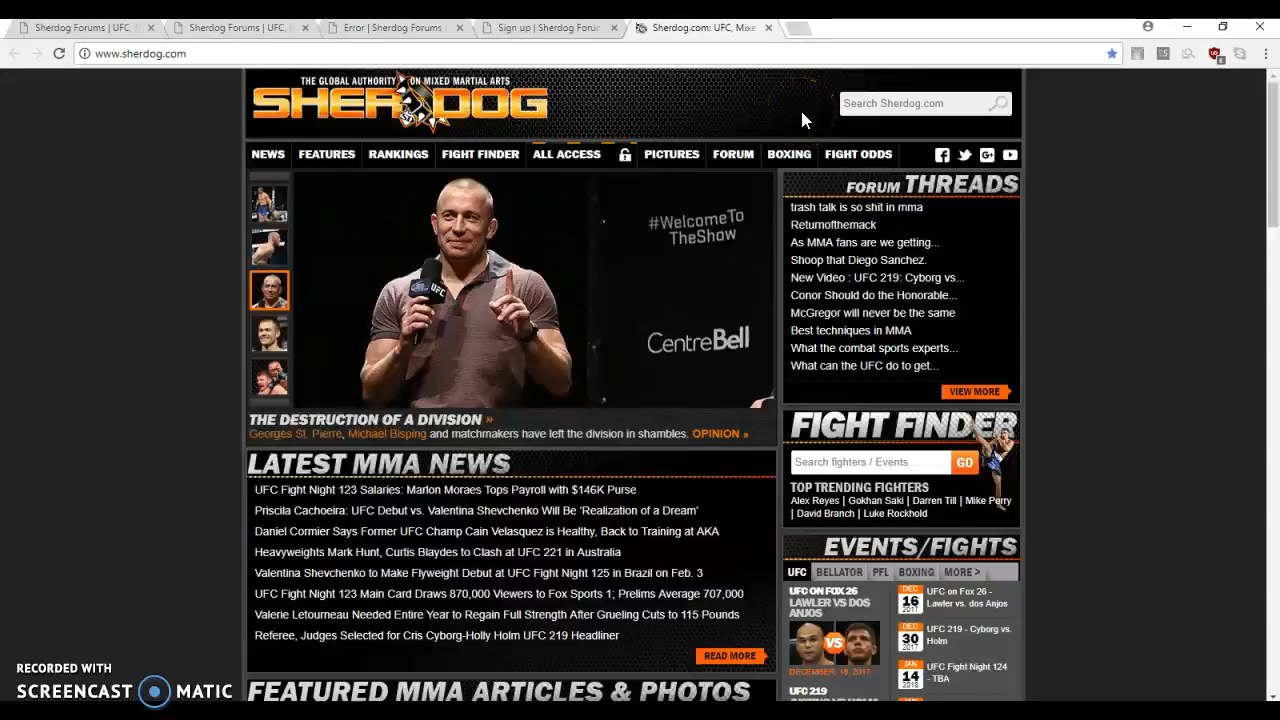 Sherdog Forums | UFC,
Sherdog Forums | UFC,
Error | Sherdog Forums
Sign up | Sherdog Forum
Sherdog.com: UFC, Mixe
www.sherdog.com
THE GLOBAL AUTHORITY ON MIXED MARTIAL ARTS
SHERDOG
Search Sherdog.com
NEWS FEATURES RANKINGS FIGHT FINDER ALL ACCESS PICTURES FORUM BOXING FIGHT ODDS
#WelcomeTo
TheShow
CentreBell
UFC
THE DESTRUCTION OF A DIVISION »
Georges St. Pierre, Michael Bisping and matchmakers have left the division in shambles. OPINION »
LATEST MMA NEWS
UFC Fight Night 123 Salaries: Marlon Moraes Tops Payroll with $146K Purse
Priscila Cachoeira: UFC Debut vs. Valentina Shevchenko Will Be 'Realization of a Dream'
Daniel Cormier Says Former UFC Champ Cain Velasquez is Healthy, Back to Training at AKA
Heavyweights Mark Hunt, Curtis Blaydes to Clash at UFC 221 in Australia
Valentina Shevchenko to Make Flyweight Debut at UFC Fight Night 125 in Brazil on Feb. 3
UFC Fight Night 123 Main Card Draws 870,000 Viewers to Fox Sports 1; Prelims Average 707,000
Valerie Letourneau Needed Entire Year to Regain Full Strength After Grueling Cuts to 115 Pounds
Referee, Judges Selected for Cris Cyborg-Holly Holm UFC 219 Headliner
READ MORE
FEATURED MMA ARTICLES & PHOTOS
FORUM THREADS
trash talk is so shit in mma
Returnofthemack
As MMA fans are we getting...
Shoop that Diego Sanchez.
New Video : UFC 219: Cyborg vs...
Conor Should do the Honorable...
McGregor will never be the same
Best techniques in MMA
What the combat sports experts...
What can the UFC do to get...
VIEW MORE
FIGHT FINDER
Search fighters / Events...
GO
TOP TRENDING FIGHTERS
Alex Reyes | Gokhan Saki | Darren Till | Mike Perry
| David Branch | Luke Rockhold
EVENTS/FIGHTS
UFC BELLATOR PFL BOXING MORE >
UFC ON FOX 26
LAWLER VS DOS
ANJOS
VS
DECEMBER, 16, 2017
UFC 219
DEC
16
2017
UFC on Fox 26 -
Lawler vs. dos Anjos
DEC
30
2017
UFC 219 - Cyborg vs.
Holm
JAN
14
2018
UFC Fight Night 124
- TBA
JAN
RECORDED WITH
SCREENCAST MATIC